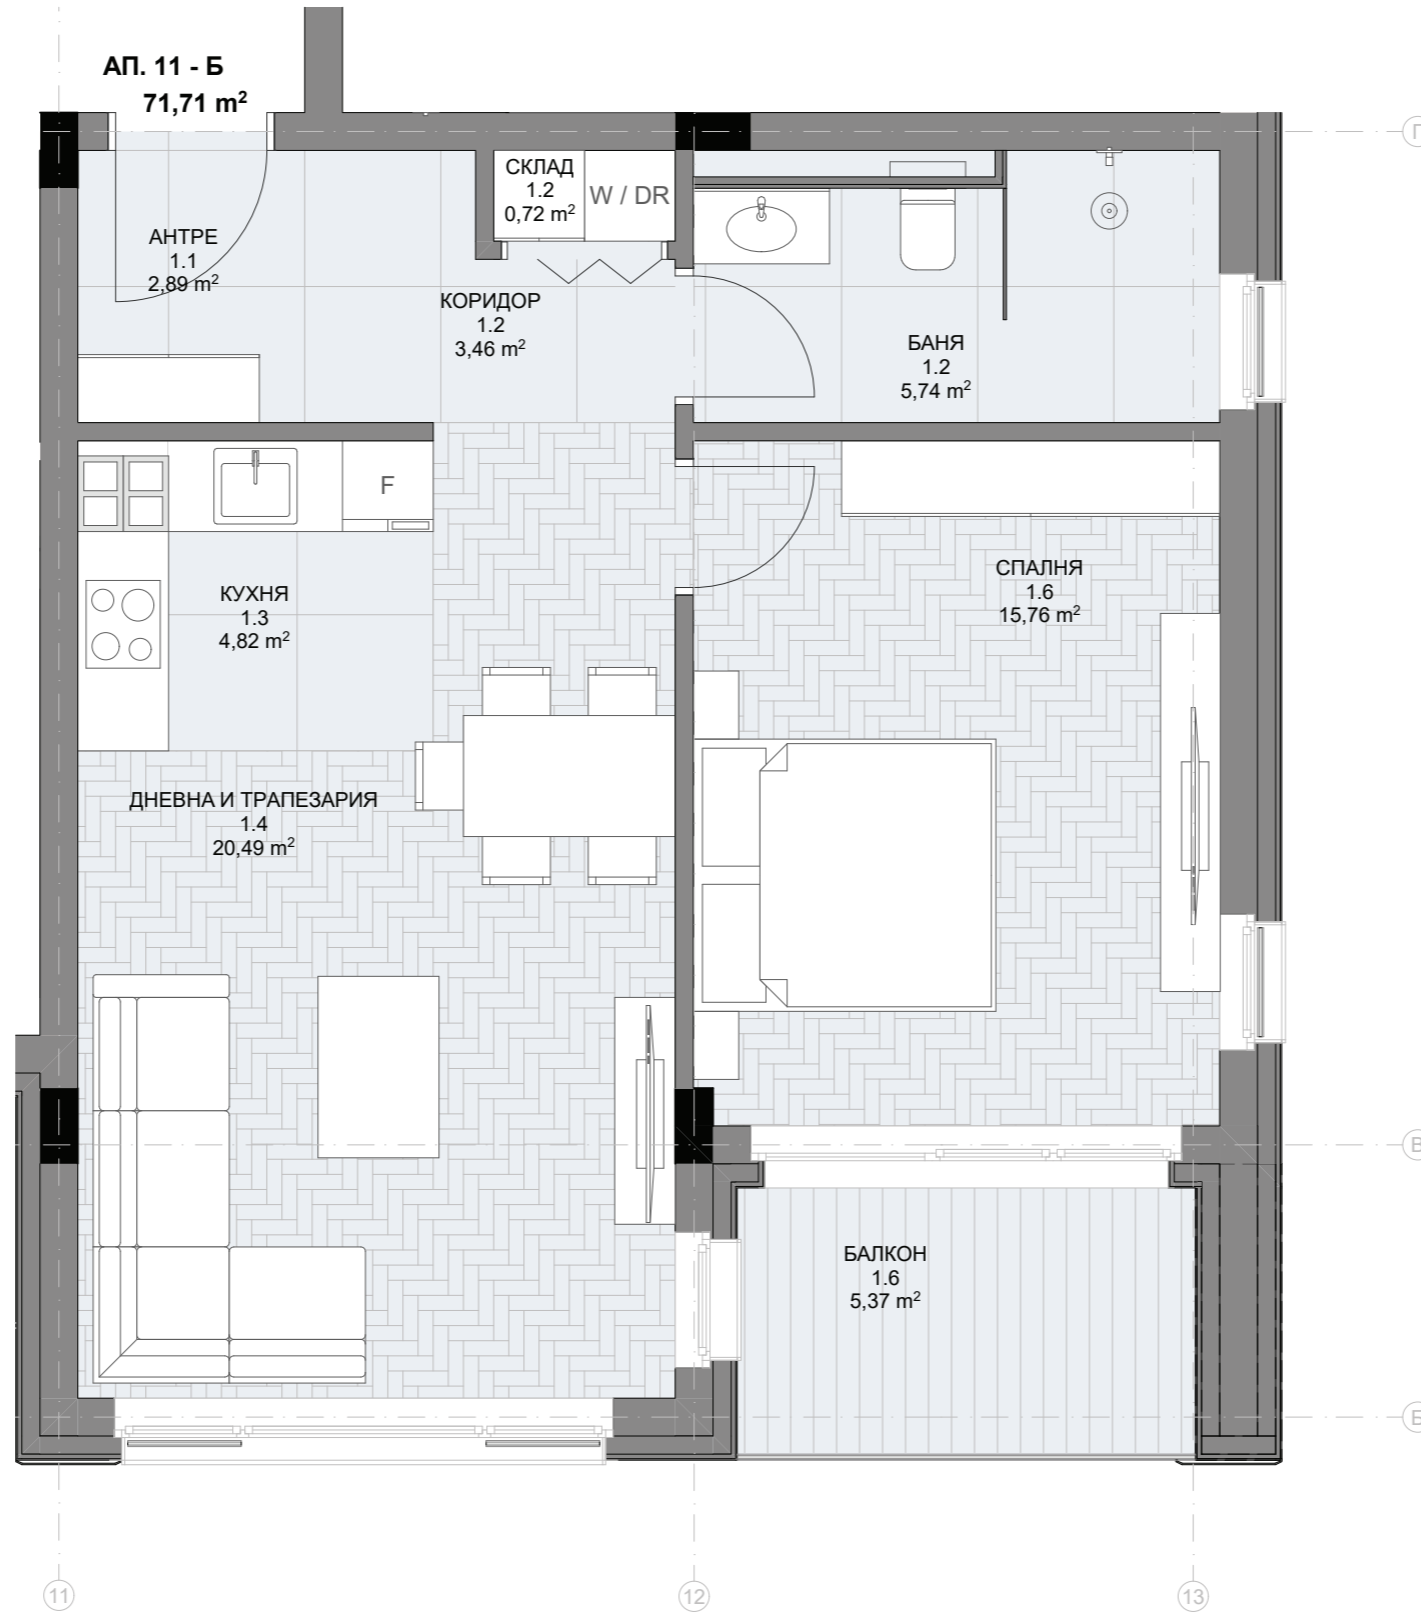 АП. 11 - Б
71,71 m²
Г
СКЛАД
1.2
0,72 m²
W / DR
АНТРЕ
1.1
2,89 m²
КОРИДОР
1.2
3,46 m²
БАНЯ
1.2
5,74 m²
F
КУХНЯ
1.3
4,82 m²
СПАЛНЯ
1.6
15,76 m²
ДНЕВНА И ТРАПЕЗАРИЯ
1.4
20,49 m²
В
БАЛКОН
1.6
5,37 m²
11
12
13